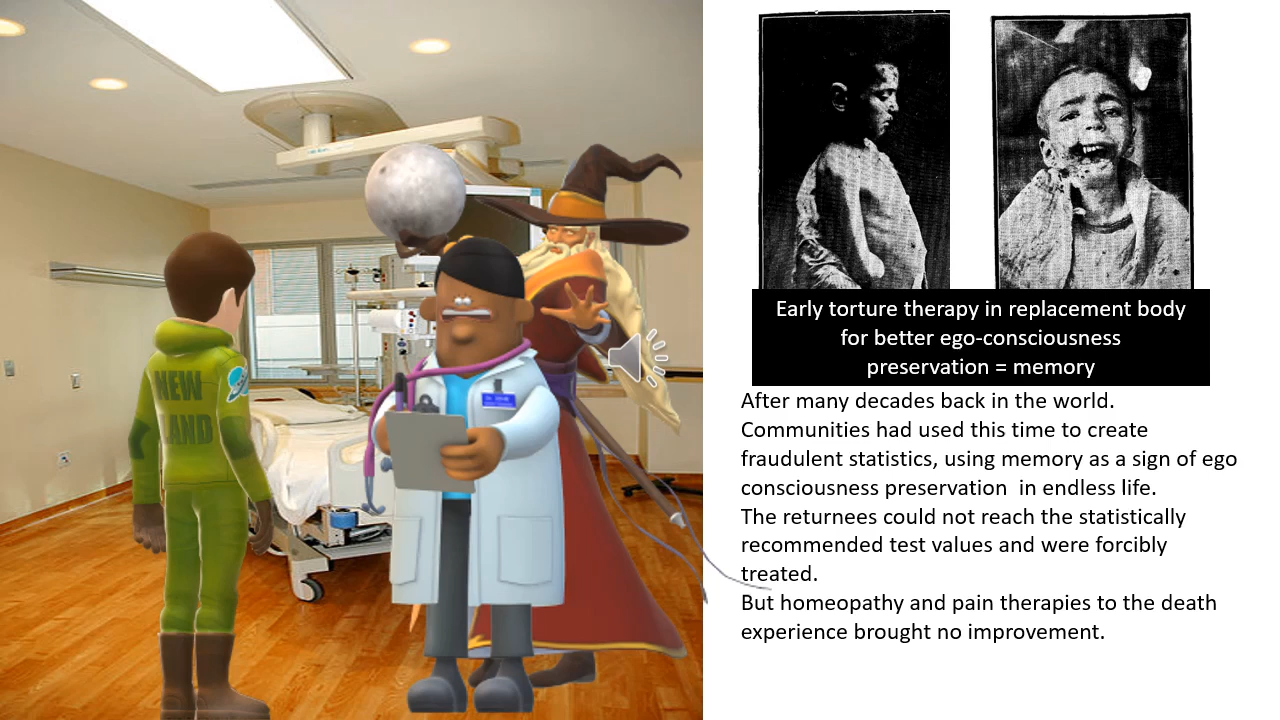 NEW
LAND
Early torture therapy in replacement body
for better ego-consciousness
preservation = memory
After many decades back in the world.
Communities had used this time to create
fraudulent statistics, using memory as a sign of ego
consciousness preservation  in endless life.
The returnees could not reach the statistically
recommended test values and were forcibly
treated.
But homeopathy and pain therapies to the death
experience brought no improvement.